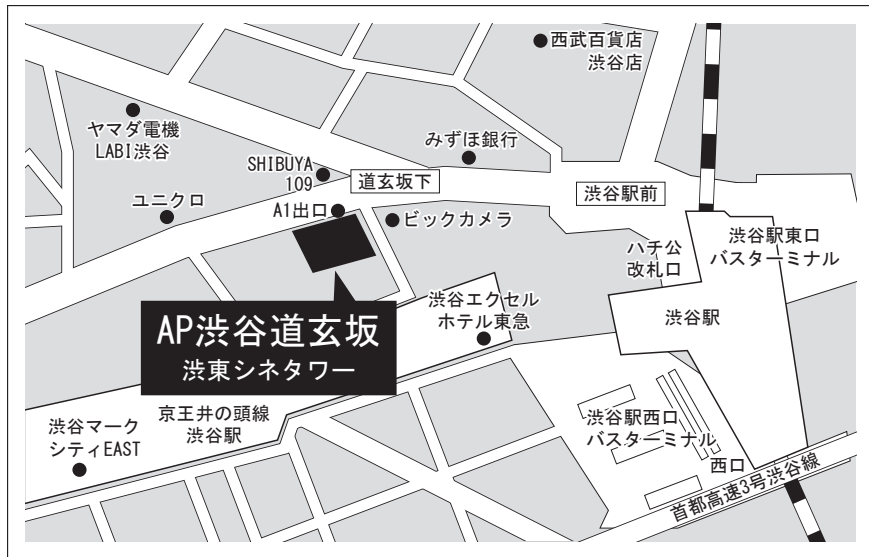 西武百貨店
渋谷店
ヤマダ電機
LABI渋谷
みずほ銀行
SHIBUYA
109
道玄坂下
渋谷駅前
ユニクロ
A1出口
ビックカメラ
ハチ公
改札口
渋谷駅東口
バスターミナル
渋谷エクセル
ホテル東急
渋谷駅
AP渋谷道玄坂
渋東シネタワー
渋谷マーク
シティEAST
京王井の頭線
渋谷駅
渋谷駅西口
バスターミナル
西口
首都高速3号渋谷線